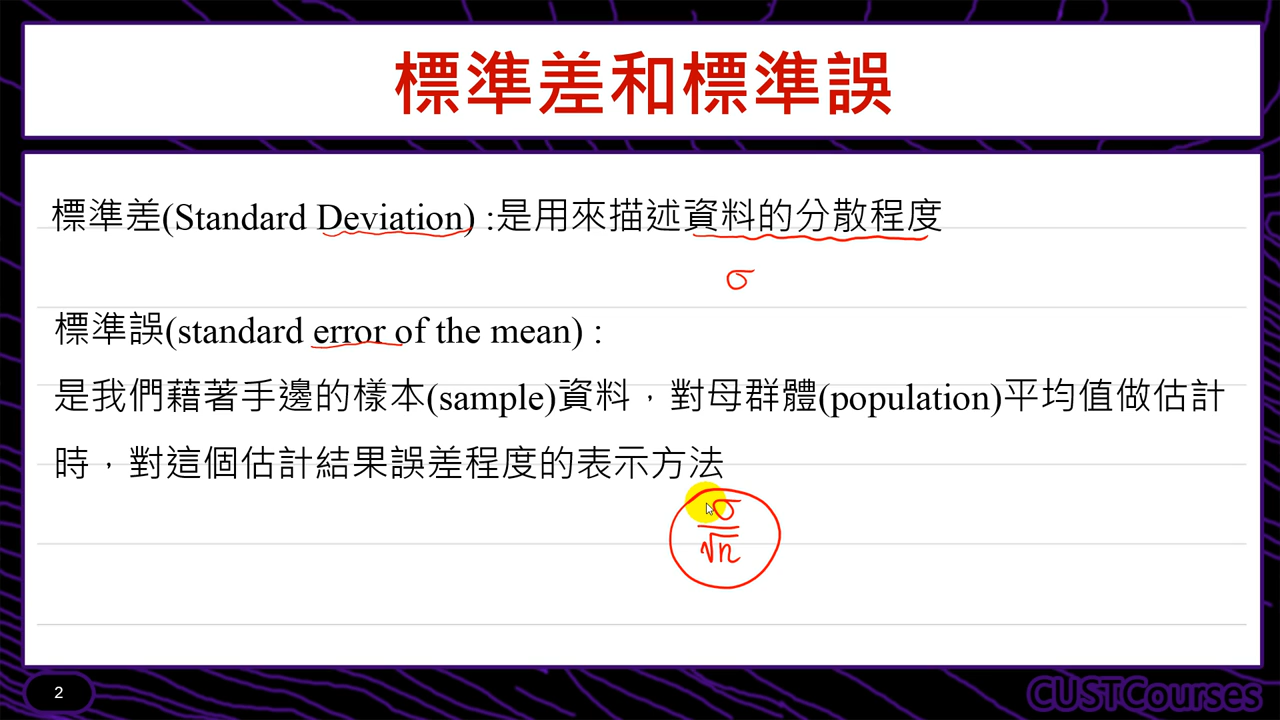 標準差和標準誤
標準差(Standard Deviation) :是用來描述資料的分散程度
σ
標準誤(standard error of the mean) :
是我們藉著手邊的樣本(sample)資料，對母群體(population)平均值做估計
時，對這個估計結果誤差程度的表示方法
σ
√n
2
CUSTCourses